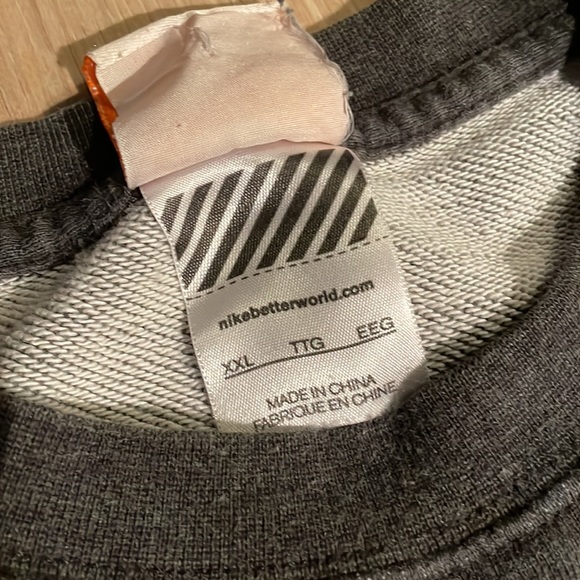 nikebetterworld.com
XXL TTG EEG
MADE IN CHINA
FABRIQUE EN CHINE